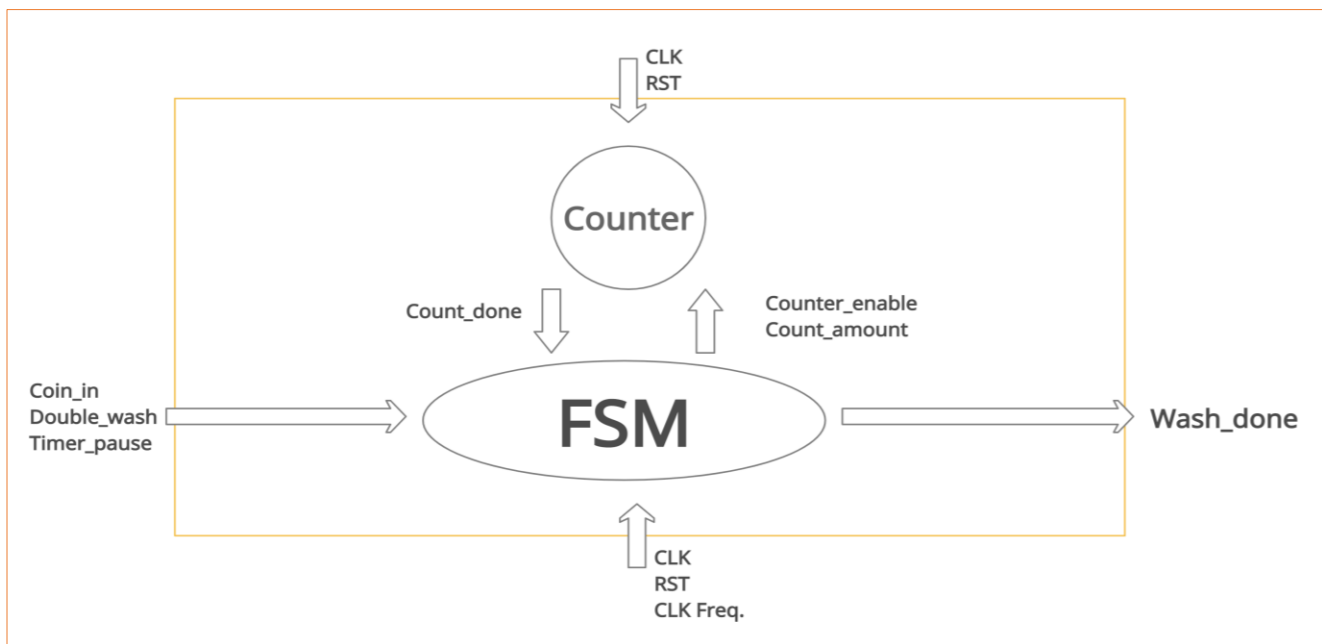 CLK
RST
Counter
Count_done
Counter_enable
Count_amount
Coin_in
Double_wash
Timer_pause
FSM
Wash_done
CLK
RST
CLK Freq.